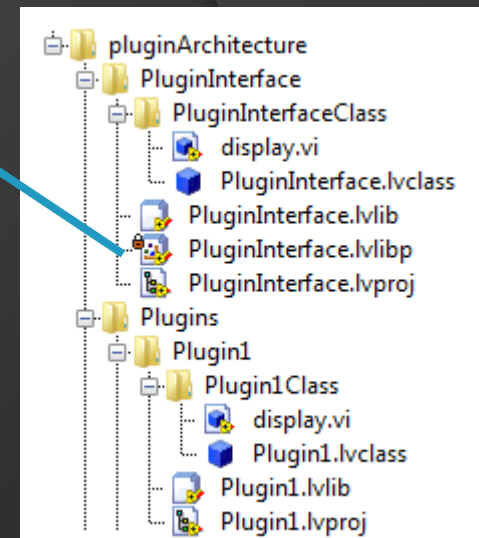 pluginArchitecture
PluginInterface
PluginInterfaceClass
display.vi
PluginInterface.lvclass
PluginInterface.lvlib
PluginInterface.lvlibp
PluginInterface.lvproj
Plugins
Plugin1
Plugin1Class
display.vi
Plugin1.lvclass
Plugin1.lvlib
Plugin1.lvproj